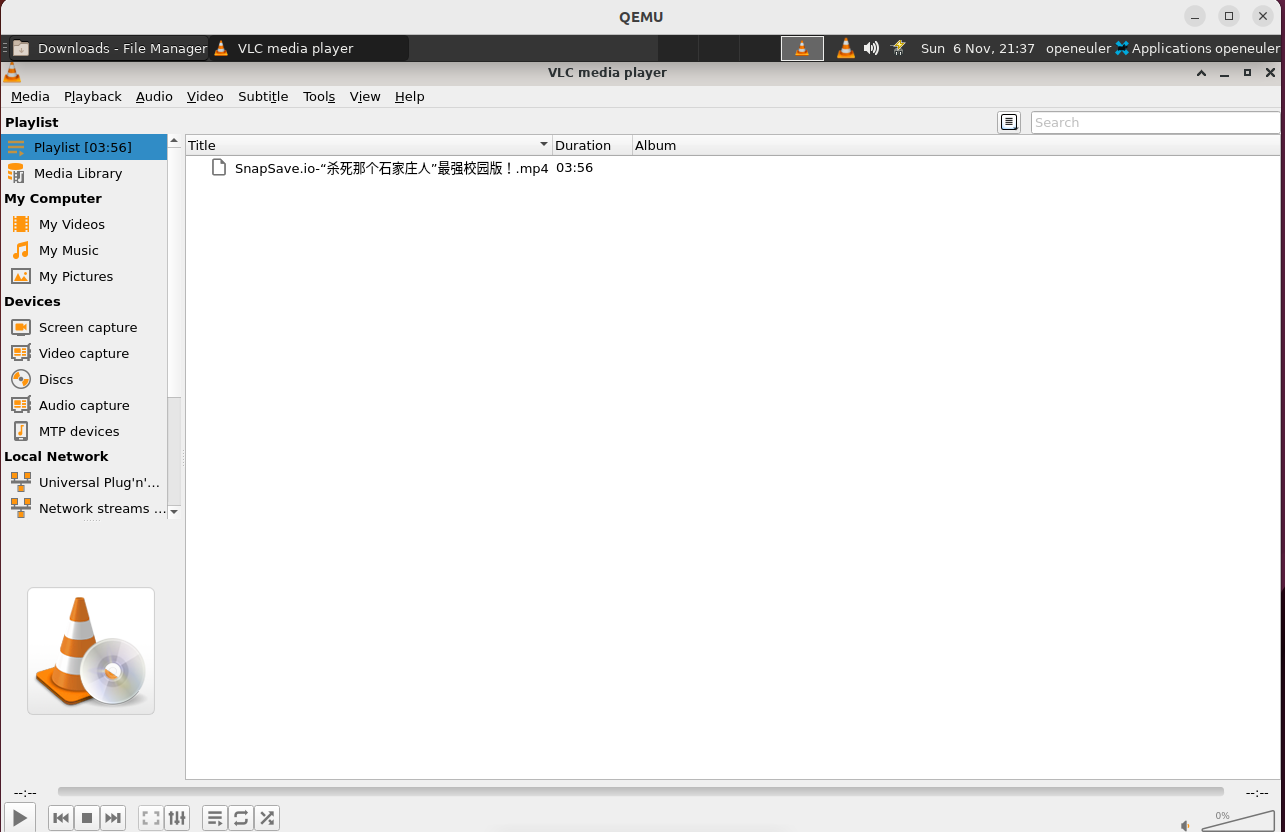 QEMU
Downloads - File Manager VLC media player Sun 6 Nov, 21:37 openeuler Applications openeuler
VLC media player
Media Playback Audio Video Subtitle Tools View Help
Playlist Search
Playlist [03:56] Title Duration Album
SnapSave.io-“杀死那个石家庄人”最强校园版！.mp4 03:56
Media Library
My Computer
My Videos
My Music
My Pictures
Devices
Screen capture
Video capture
Discs
Audio capture
MTP devices
Local Network
Universal Plug'n'...
Network streams ...
--:-- --:--
0%